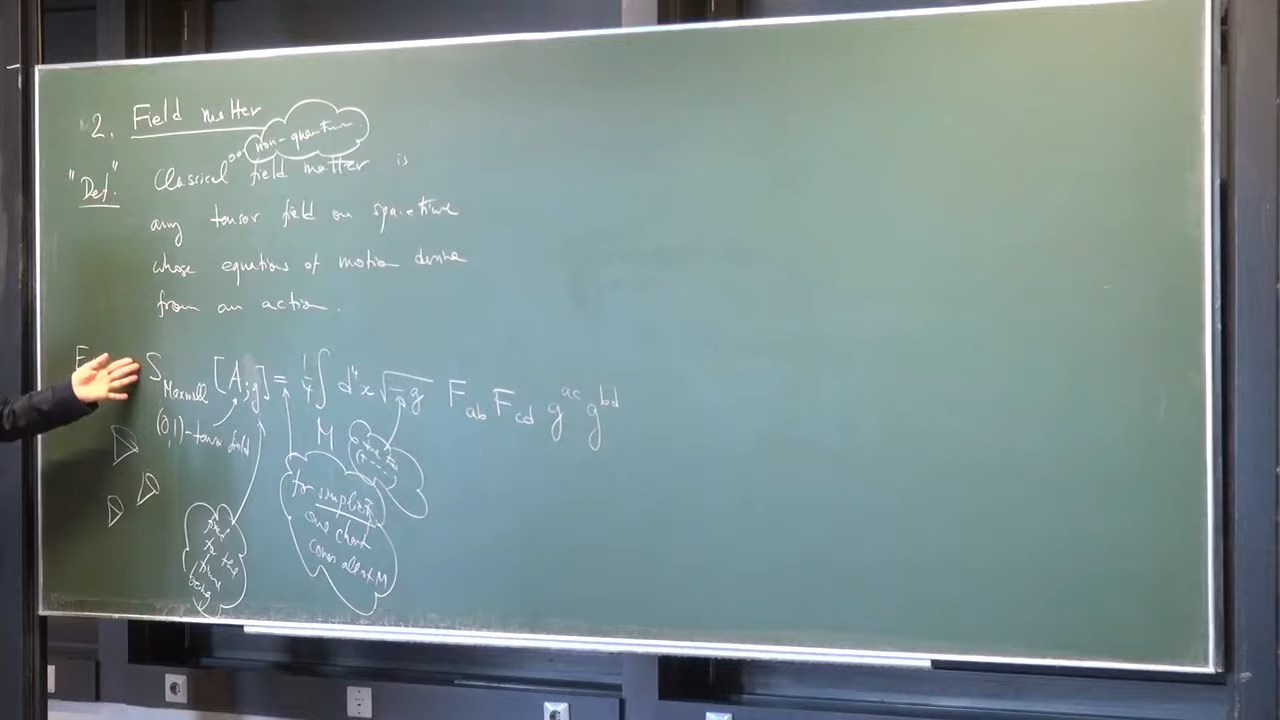 2. Field matter
non-quantum
"Def." Classical field matter is
any tensor field on spacetime
whose equations of motion derive
from an action.
S_Maxwell [A;g] = 1/4 ∫_M d⁴x √-g F_ab F_cd g^ac g^bd
(0,1)-tensor field
for simplicity
one chart
covers all of M
(+---)